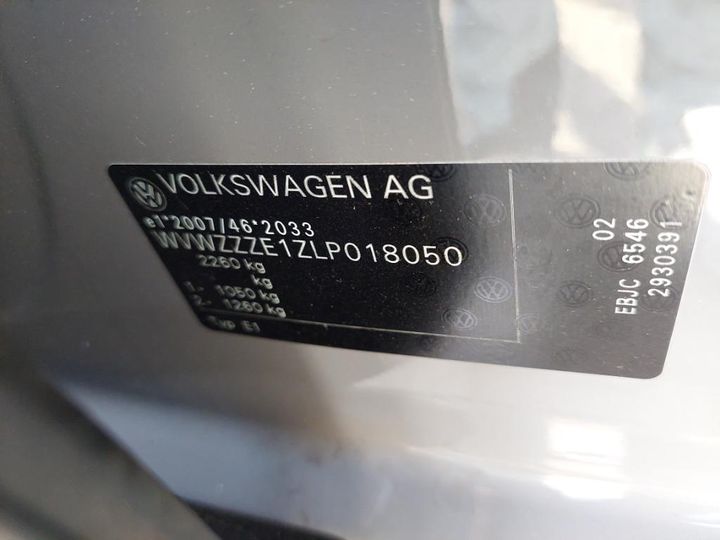 VOLKSWAGEN AG
e1*2007/46*2033
WVWZZZE1ZLP018050
2260 kg
kg
1.- 1050 kg
2.- 1260 kg
Typ E1
02
EBJC 6546
2930391